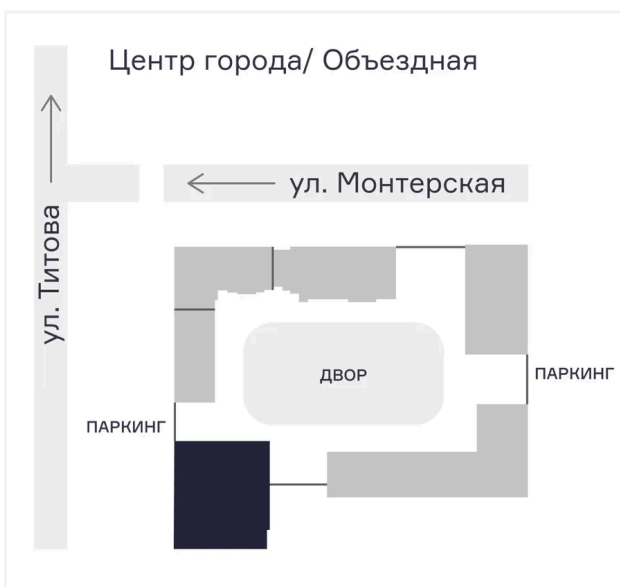 Центр города/ Объездная
ул. Монтерская
ул. Титова
ДВОР
ПАРКИНГ
ПАРКИНГ